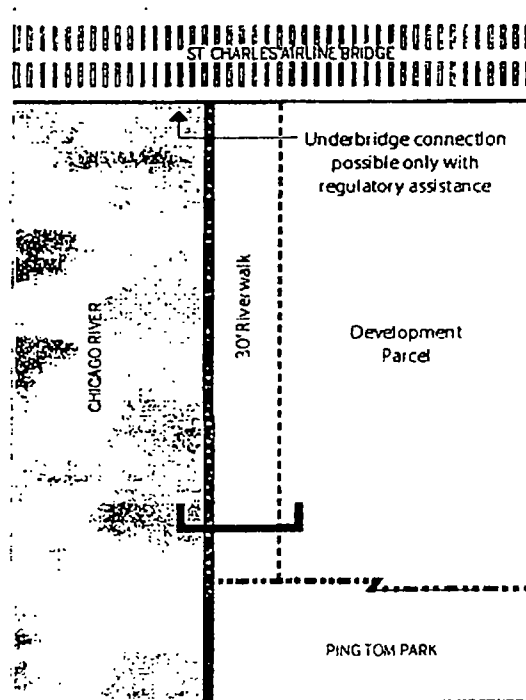 ST. CHARLES AIRLINE BRIDGE
Underbridge connection
possible only with
regulatory assistance
30' Riverwalk
CHICAGO RIVER
Development
Parcel
PING TOM PARK